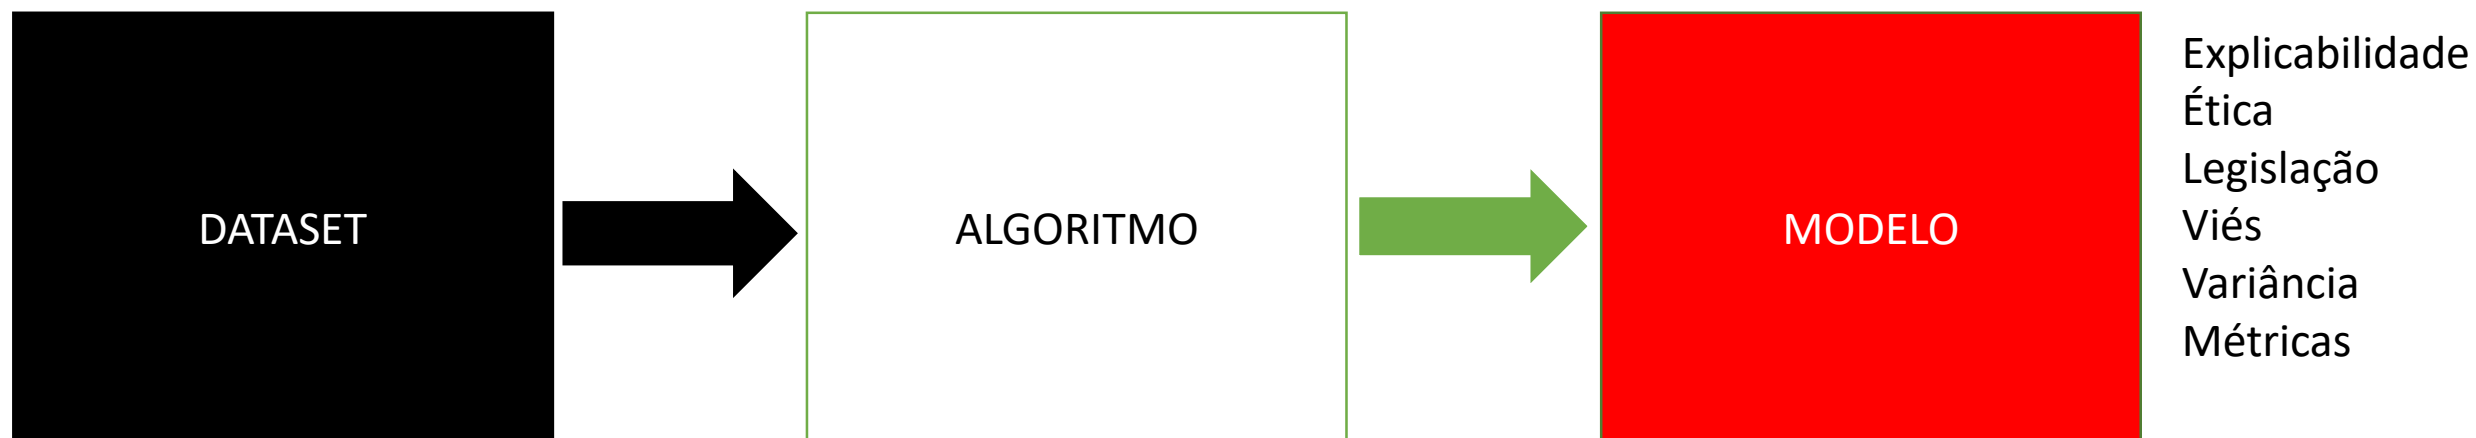 DATASET
ALGORITMO
MODELO
Explicabilidade
Ética
Legislação
Viés
Variância
Métricas